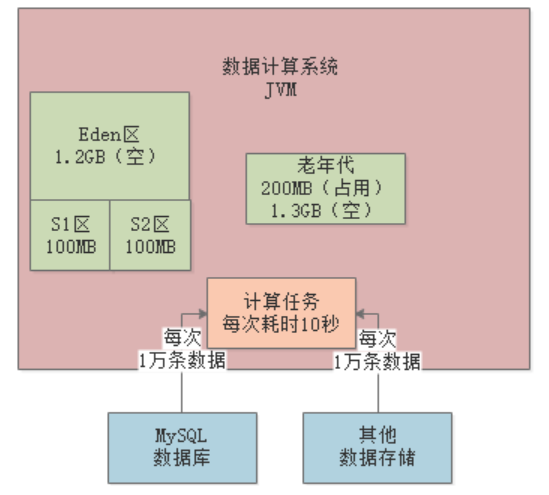 数据计算系统
JVM
Eden区
1.2GB（空）
S1区
100MB
S2区
100MB
老年代
200MB（占用）
1.3GB（空）
计算任务
每次耗时10秒
每次
1万条数据
每次
1万条数据
MySQL
数据库
其他
数据存储